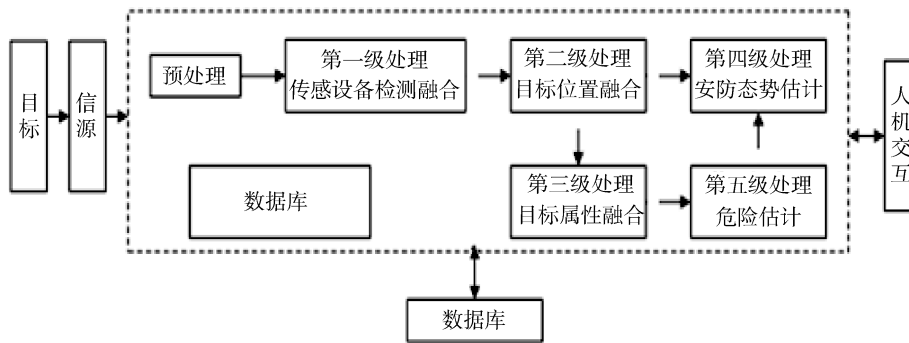 目标
信源
预处理
第一级处理
传感设备检测融合
第二级处理
目标位置融合
第四级处理
安防态势估计
数据库
第三级处理
目标属性融合
第五级处理
危险估计
人机交互
数据库